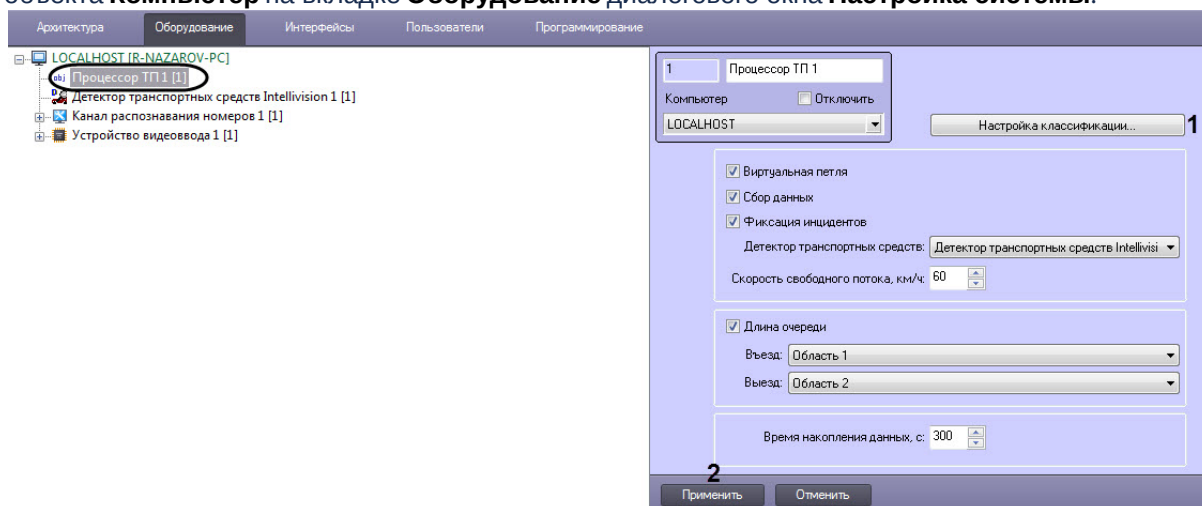 объекта Компьютер на вкладке Оборудование диалогового окна Настройка системы.
Архитектура Оборудование Интерфейсы Пользователи Программирование
LOCALHOST [R-NAZAROV-PC]
obj Процессор ТП 1 [1]
Детектор транспортных средств Intellivision 1 [1]
Канал распознавания номеров 1 [1]
Устройство видеоввода 1 [1]
1 Процессор ТП 1
Компьютер Отключить
LOCALHOST Настройка классификации... 1
Виртуальная петля
Сбор данных
Фиксация инцидентов
Детектор транспортных средств: Детектор транспортных средств Intellivisi
Скорость свободного потока, км/ч: 60
Длина очереди
Въезд: Область 1
Выезд: Область 2
Время накопления данных, с: 300
2
Применить Отменить